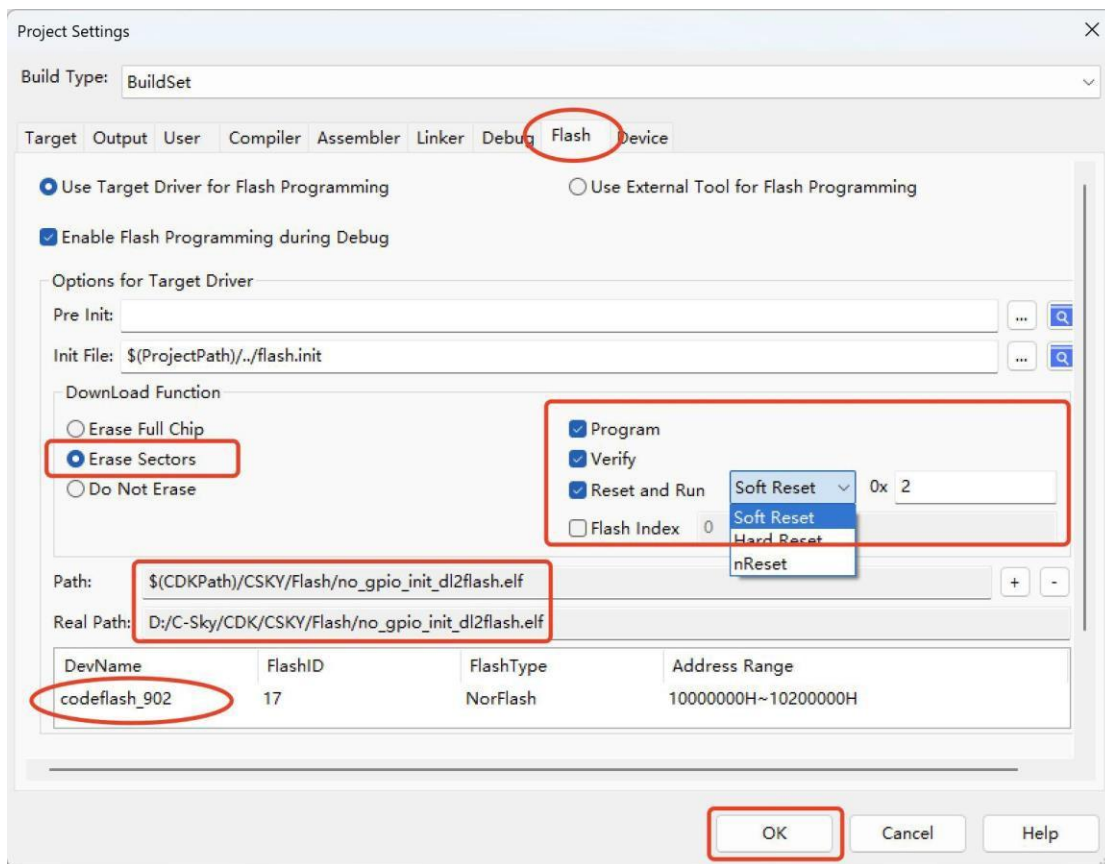 Project Settings
Build Type: BuildSet
Target Output User Compiler Assembler Linker Debug Flash Device
Use Target Driver for Flash Programming Use External Tool for Flash Programming
Enable Flash Programming during Debug
Options for Target Driver
Pre Init: ...
Init File: $(ProjectPath)/../flash.init ...
DownLoad Function
Erase Full Chip Program
Erase Sectors Verify
Do Not Erase Reset and Run Soft Reset 0x 2
Soft Reset
Flash Index 0
Hard Reset
nReset
Path: $(CDKPath)/CSKY/Flash/no_gpio_init_dl2flash.elf + -
Real Path: D:/C-Sky/CDK/CSKY/Flash/no_gpio_init_dl2flash.elf
DevName FlashID FlashType Address Range
codeflash_902 17 NorFlash 10000000H~10200000H
OK Cancel Help